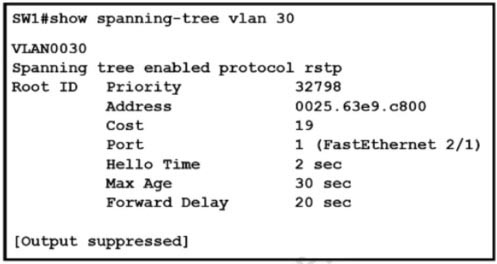 SW1#show spanning-tree vlan 30
VLAN0030
Spanning tree enabled protocol rstp
Root ID Priority 32798
Address 0025.63e9.c800
Cost 19
Port 1 (FastEthernet 2/1)
Hello Time 2 sec
Max Age 30 sec
Forward Delay 20 sec
[Output suppressed]